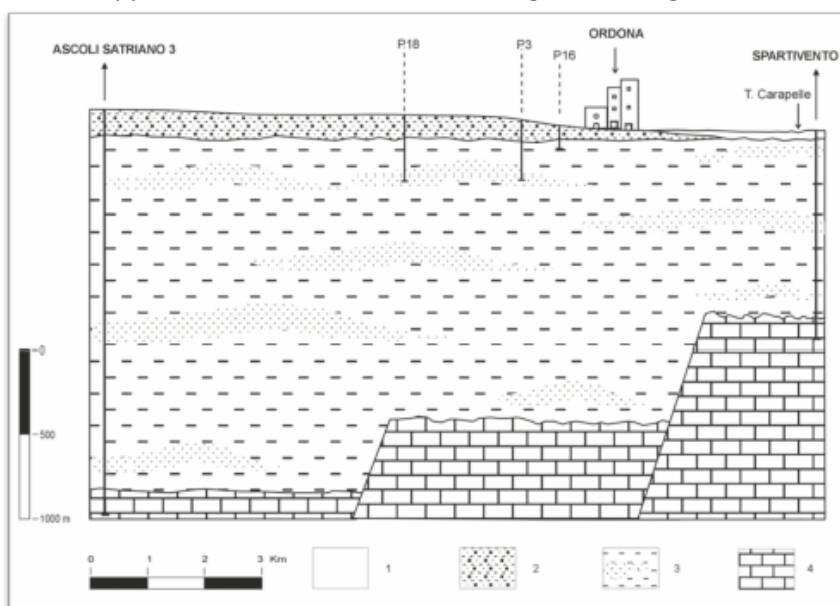 ORDONA
ASCOLI SATRIANO 3
P18
P3
P16
SPARTIVENTO
T. Carapelle
0
500
1000 m
0 1 2 3 Km
1 2 3 4